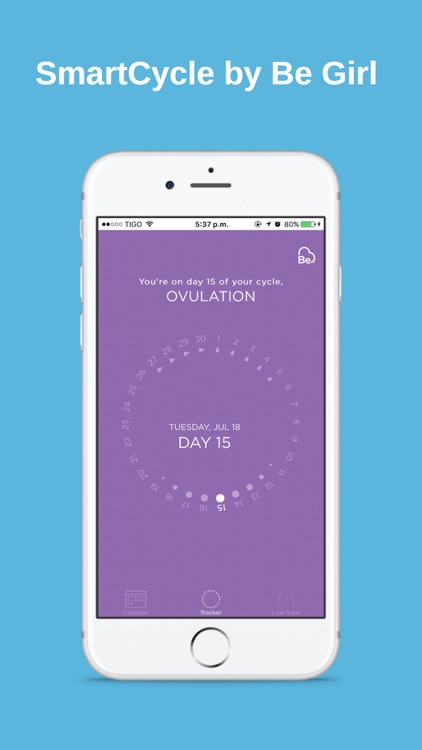 SmartCycle by Be Girl
TIGO 5:37 p.m. 80%
Be
You're on day 15 of your cycle,
OVULATION
1 2 3 4 5 6 7 8 9 10 11 12 13 14 15 16 17 18 19 20 21 22 23 24 25 26 27 28 29 30
TUESDAY, JUL 18
DAY 15
Calendar Tracker Live View